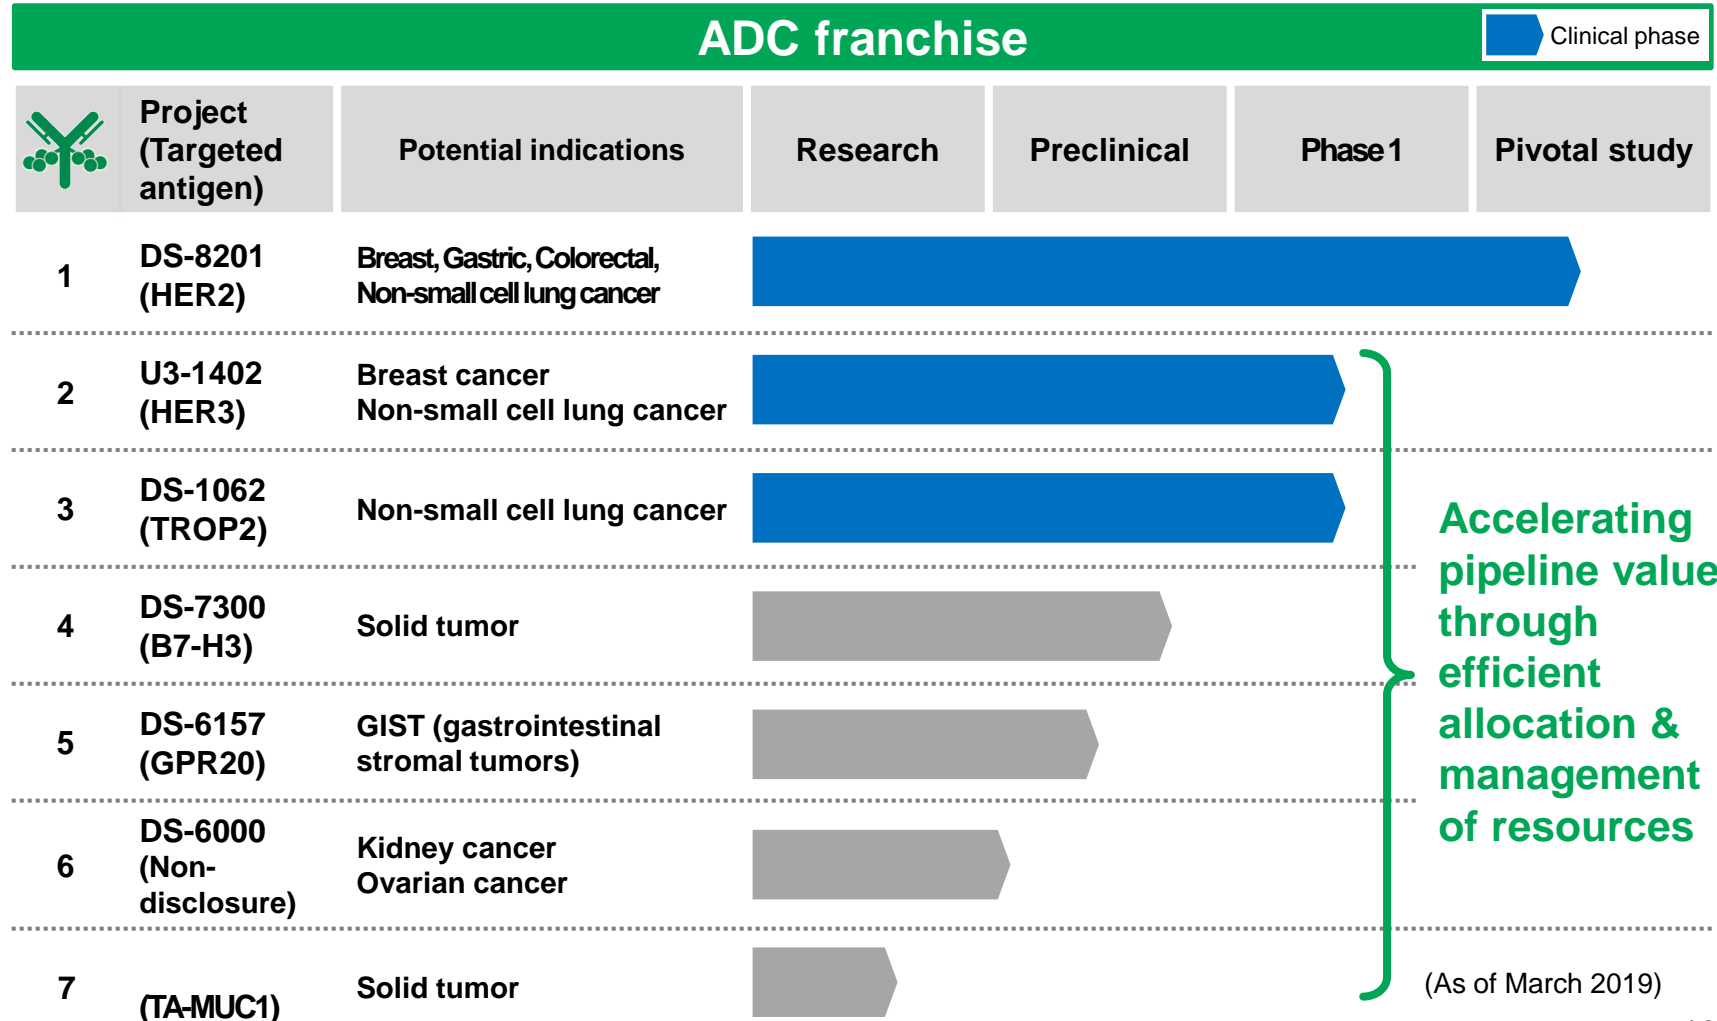 ADC franchise
Clinical phase
Project
(Targeted
antigen)
Potential indications
Research
Preclinical
Phase 1
Pivotal study
1
DS-8201
(HER2)
Breast, Gastric, Colorectal,
Non-small cell lung cancer
2
U3-1402
(HER3)
Breast cancer
Non-small cell lung cancer
3
DS-1062
(TROP2)
Non-small cell lung cancer
4
DS-7300
(B7-H3)
Solid tumor
5
DS-6157
(GPR20)
GIST (gastrointestinal
stromal tumors)
6
DS-6000
(Non-
disclosure)
Kidney cancer
Ovarian cancer
7
(TA-MUC1)
Solid tumor
Accelerating
pipeline value
through
efficient
allocation &
management
of resources
(As of March 2019)